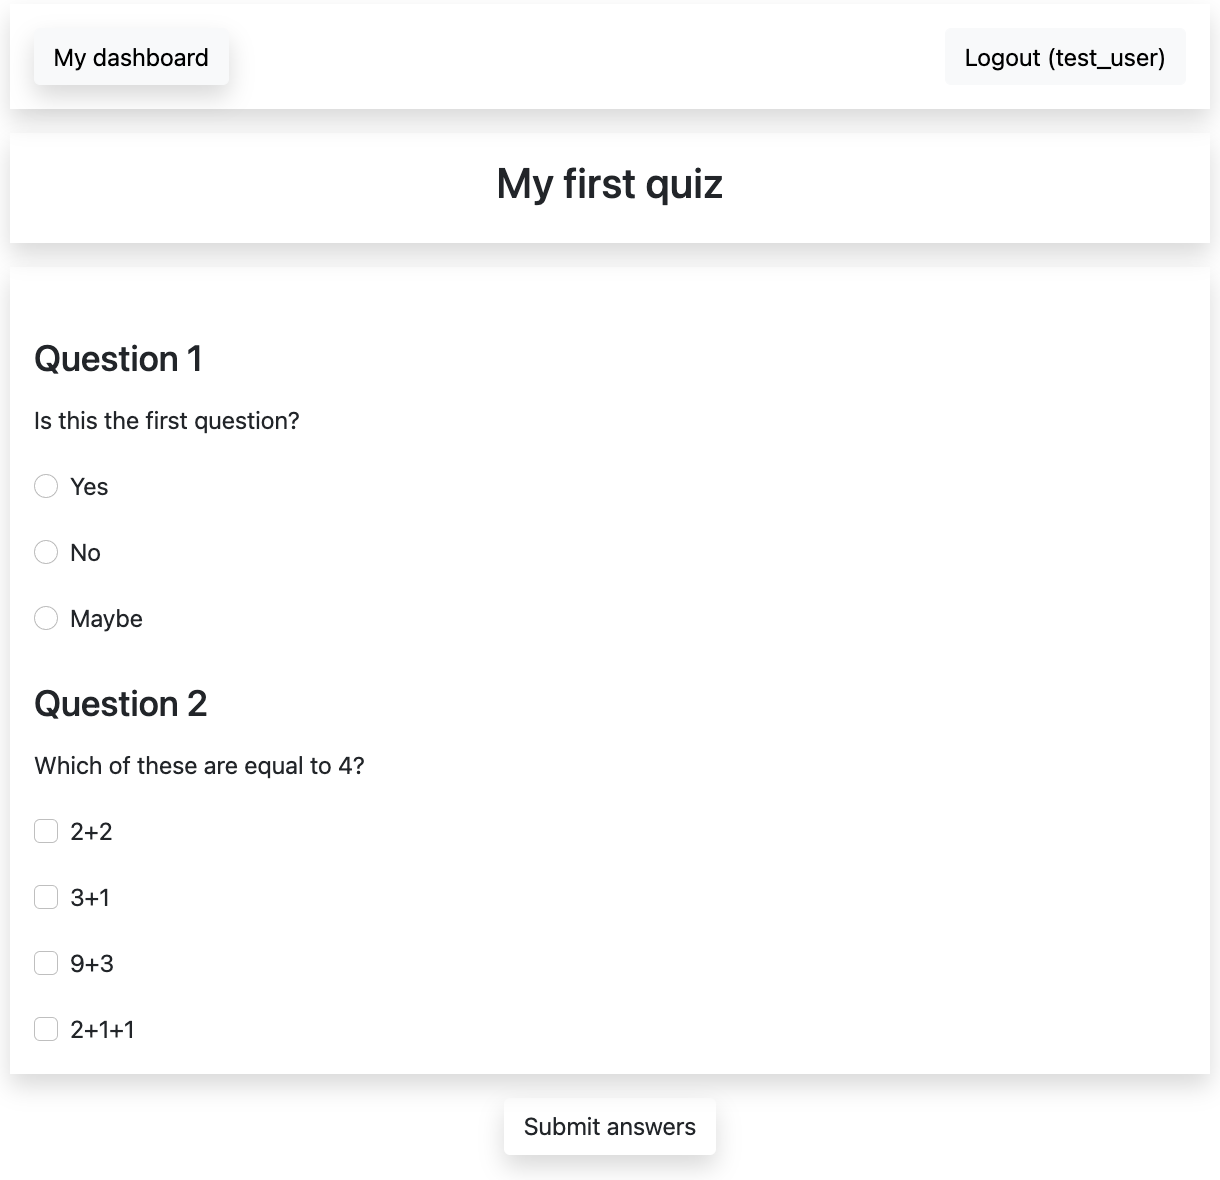 My dashboard
Logout (test_user)
My first quiz
Question 1
Is this the first question?
Yes
No
Maybe
Question 2
Which of these are equal to 4?
2+2
3+1
9+3
2+1+1
Submit answers